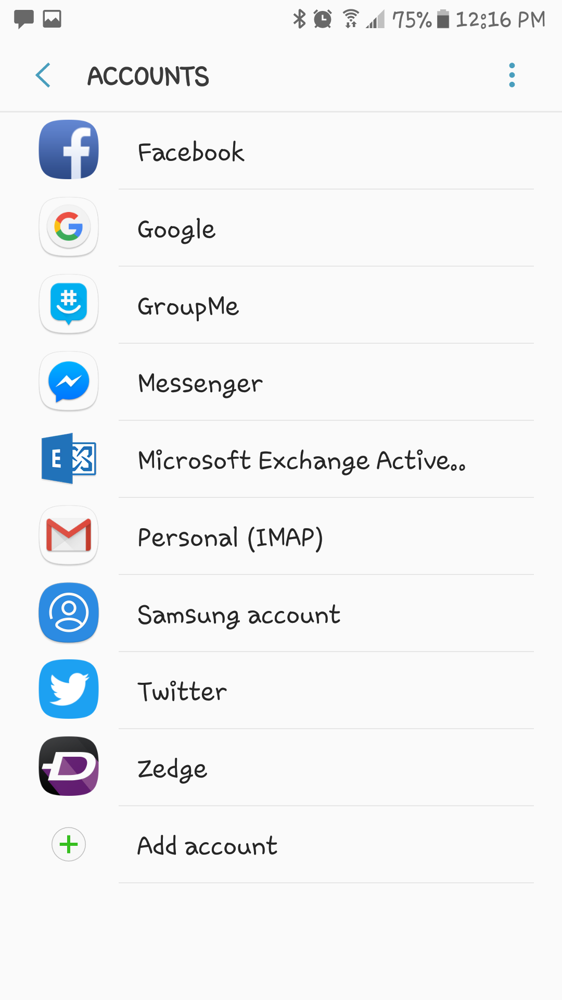 75% 12:16 PM
ACCOUNTS
Facebook
Google
GroupMe
Messenger
Microsoft Exchange Active..
Personal (IMAP)
Samsung account
Twitter
Zedge
Add account